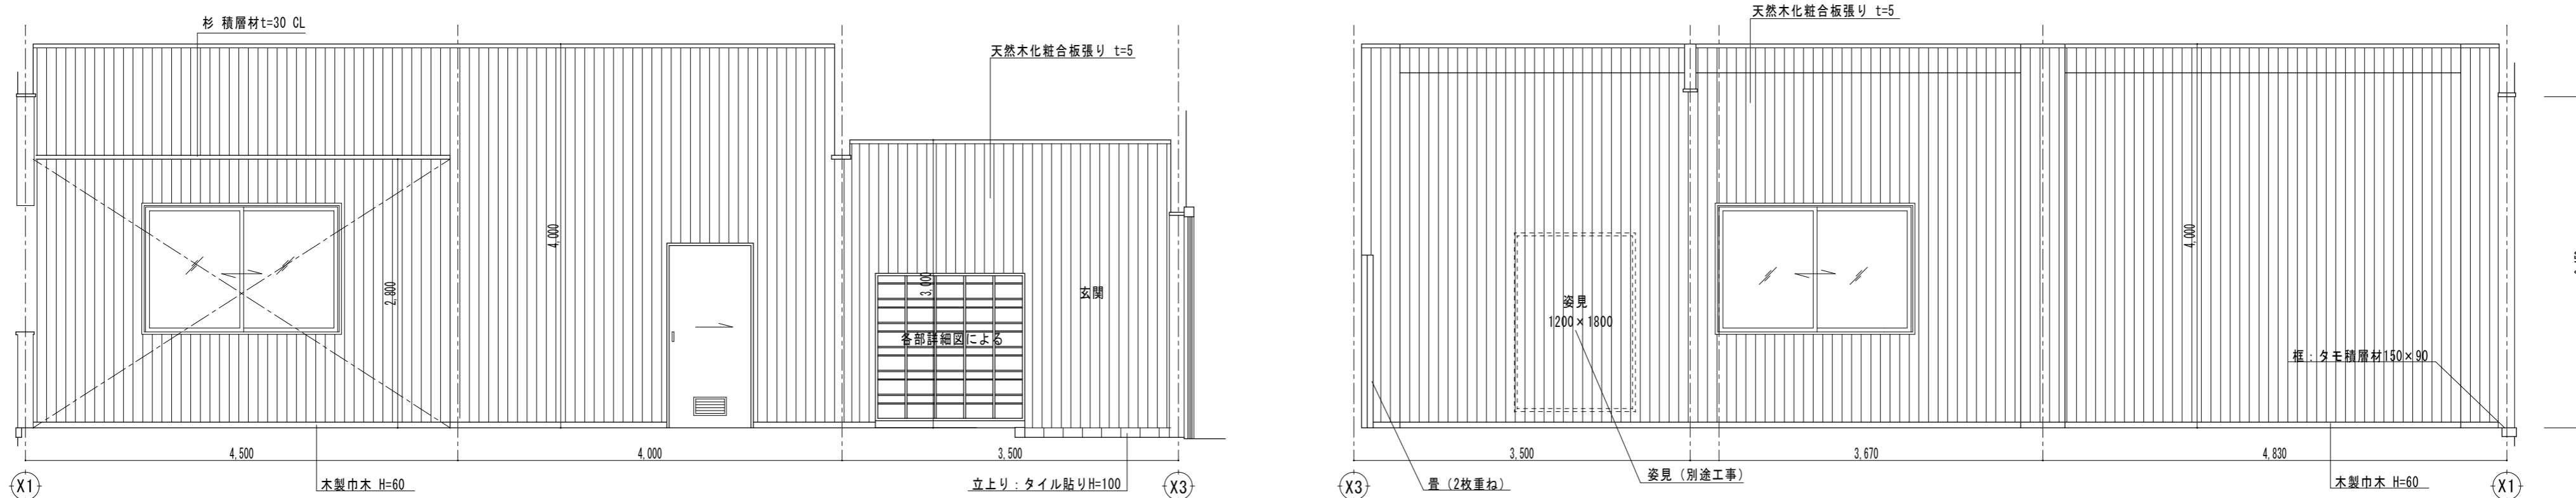 杉 積層材t=30 CL
天然木化粧合板張り t=5
4,000
2,800
3,000
玄関
各部詳細図による
4,500
4,000
3,500
X1
木製巾木 H=60
立上り：タイル貼りH=100
X3
天然木化粧合板張り t=5
4,000
姿見
1200×1800
框：タモ積層材150×90
3,500
3,670
4,830
X3
畳（2枚重ね）
姿見（別途工事）
木製巾木 H=60
X1